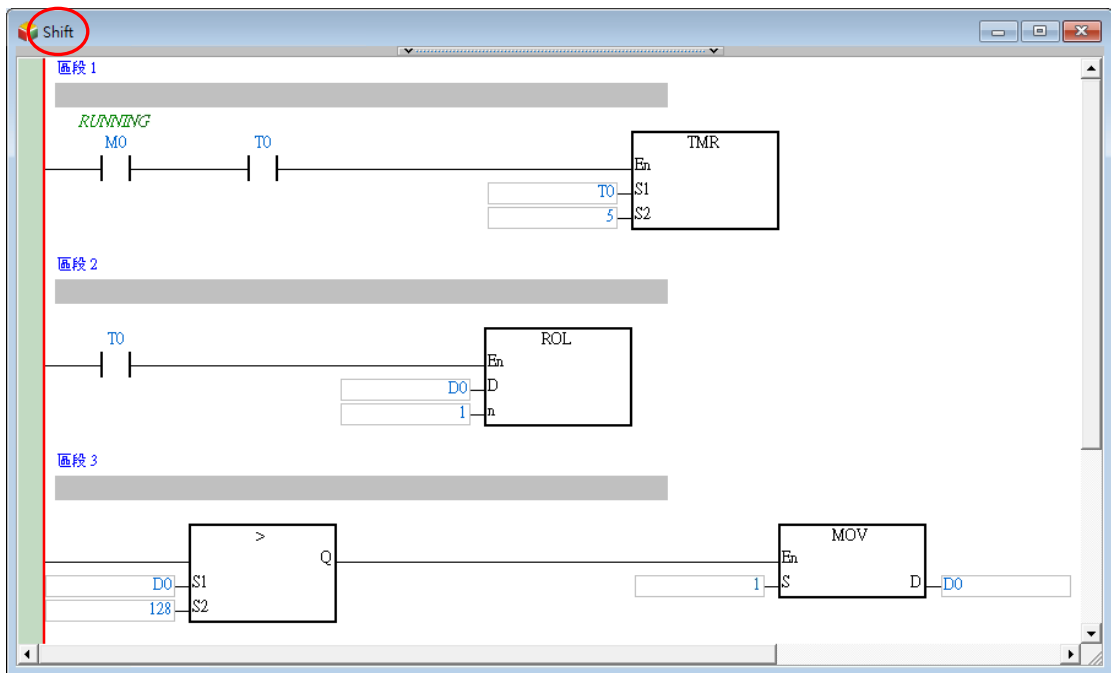 Shift
區段 1
RUNNING
M0 T0 TMR
En
T0 S1
5 S2
區段 2
T0 ROL
En
D0 D
1 n
區段 3
> MOV
Q En
D0 S1 1 S D D0
128 S2